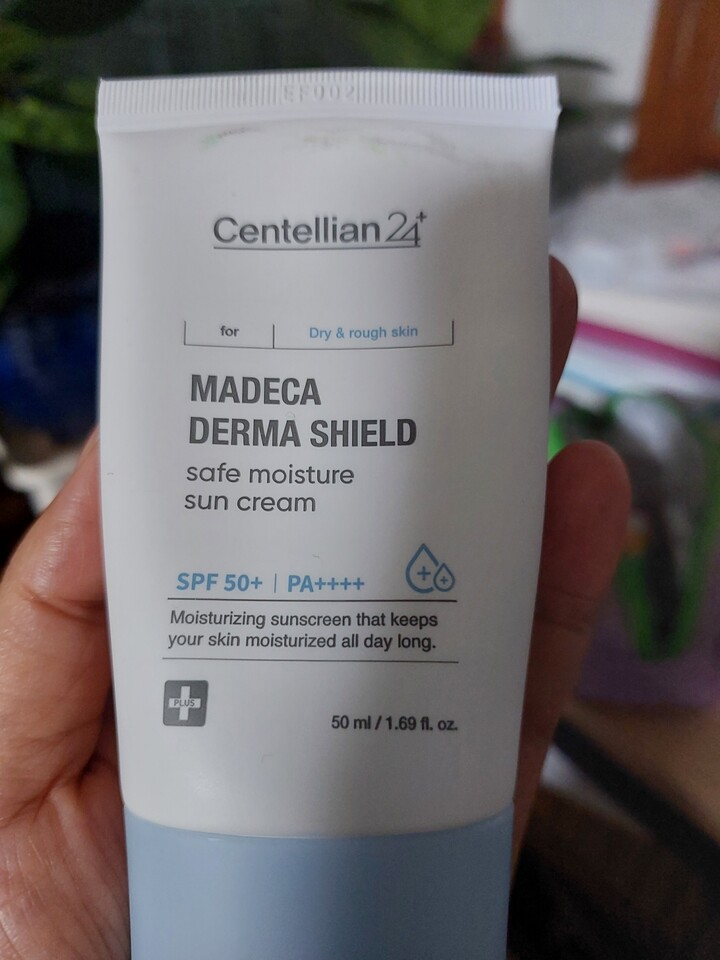 EF002
Centellian24+
for Dry & rough skin
MADECA
DERMA SHIELD
safe moisture
sun cream
SPF 50+ | PA++++
Moisturizing sunscreen that keeps
your skin moisturized all day long.
PLUS
50 ml / 1.69 fl. oz.